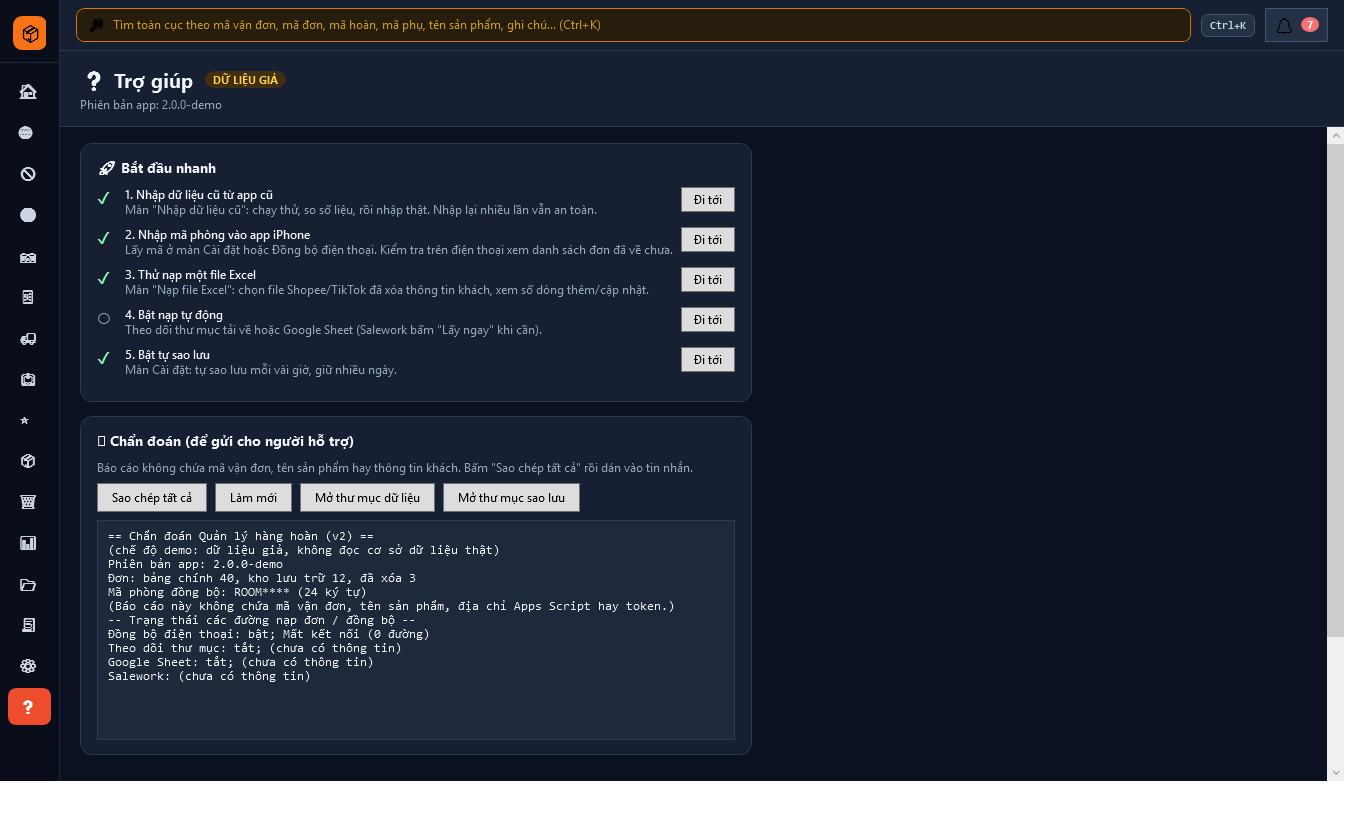 Tìm toàn cục theo mã vận đơn, mã đơn, mã hoàn, mã phụ, tên sản phẩm, ghi chú... (Ctrl+K)
Ctrl+K
7
? Trợ giúp
DỮ LIỆU GIẢ
Phiên bản app: 2.0.0-demo
Bắt đầu nhanh
1. Nhập dữ liệu cũ từ app cũ
Màn "Nhập dữ liệu cũ": chạy thử, so số liệu, rồi nhập thật. Nhập lại nhiều lần vẫn an toàn.
Đi tới
2. Nhập mã phòng vào app iPhone
Lấy mã ở màn Cài đặt hoặc Đồng bộ điện thoại. Kiểm tra trên điện thoại xem danh sách đơn đã về chưa.
Đi tới
3. Thử nạp một file Excel
Màn "Nạp file Excel": chọn file Shopee/TikTok đã xóa thông tin khách, xem số dòng thêm/cập nhật.
Đi tới
4. Bật nạp tự động
Theo dõi thư mục tải về hoặc Google Sheet (Salework bấm "Lấy ngay" khi cần).
Đi tới
5. Bật tự sao lưu
Màn Cài đặt: tự sao lưu mỗi vài giờ, giữ nhiều ngày.
Đi tới
Chẩn đoán (để gửi cho người hỗ trợ)
Báo cáo không chứa mã vận đơn, tên sản phẩm hay thông tin khách. Bấm "Sao chép tất cả" rồi dán vào tin nhắn.
Sao chép tất cả
Làm mới
Mở thư mục dữ liệu
Mở thư mục sao lưu
== Chẩn đoán Quản lý hàng hoàn (v2) ==
(chế độ demo: dữ liệu giả, không đọc cơ sở dữ liệu thật)
Phiên bản app: 2.0.0-demo
Đơn: bảng chính 40, kho lưu trữ 12, đã xóa 3
Mã phòng đồng bộ: ROOM**** (24 ký tự)
(Báo cáo này không chứa mã vận đơn, tên sản phẩm, địa chỉ Apps Script hay token.)
-- Trạng thái các đường nạp đơn / đồng bộ --
Đồng bộ điện thoại: bật; Mất kết nối (0 đường)
Theo dõi thư mục: tắt; (chưa có thông tin)
Google Sheet: tắt; (chưa có thông tin)
Salework: (chưa có thông tin)
?